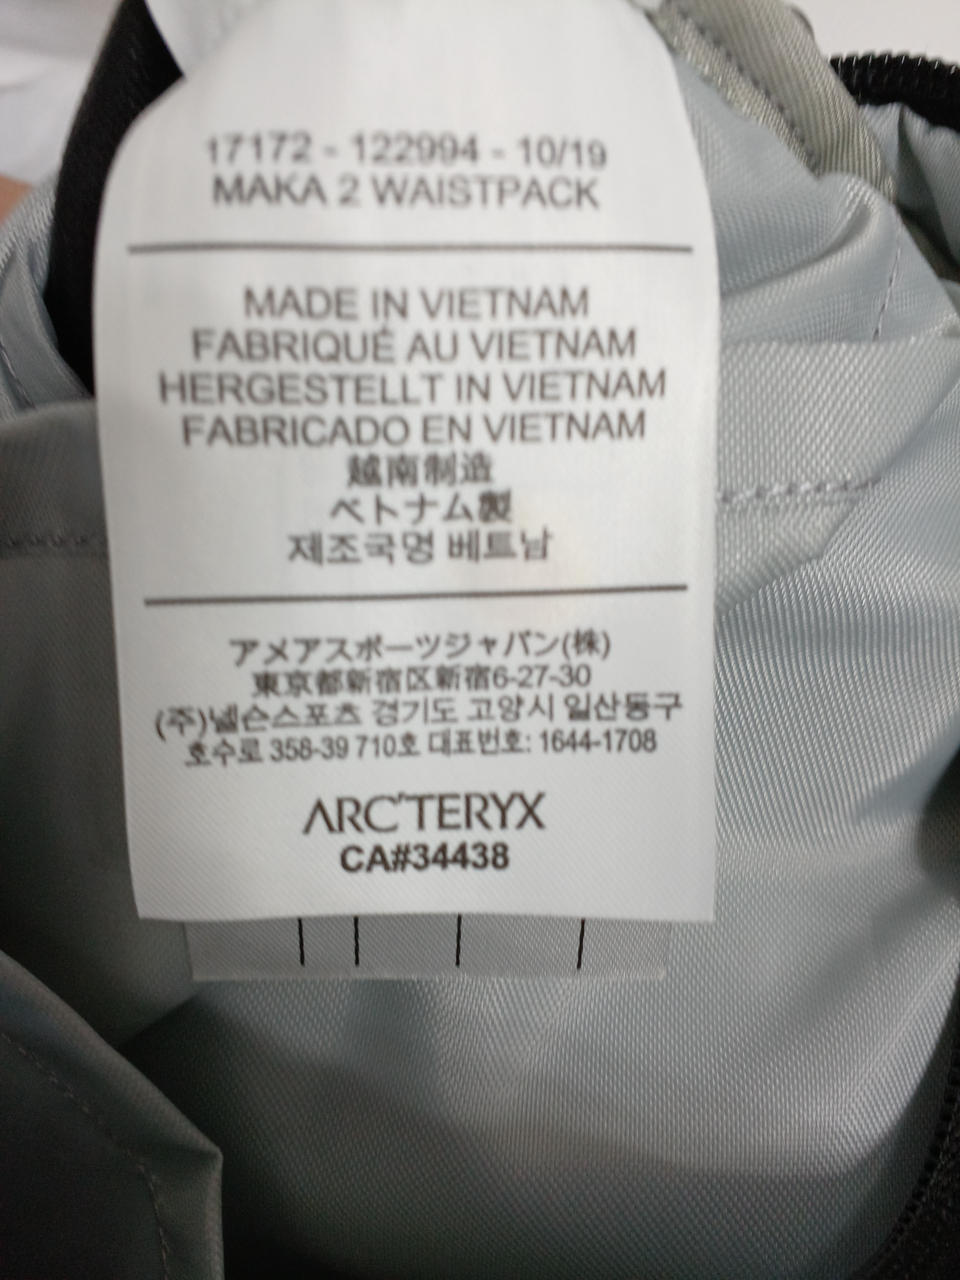 17172 - 122994 - 10/19
MAKA 2 WAISTPACK
MADE IN VIETNAM
FABRIQUÉ AU VIETNAM
HERGESTELLT IN VIETNAM
FABRICADO EN VIETNAM
越南制造
ベトナム製
제조국명 베트남
アメアスポーツジャパン(株)
東京都新宿区新宿6-27-30
(주)넬슨스포츠 경기도 고양시 일산동구
호수로 358-39 710호 대표번호: 1644-1708
ARC'TERYX
CA#34438